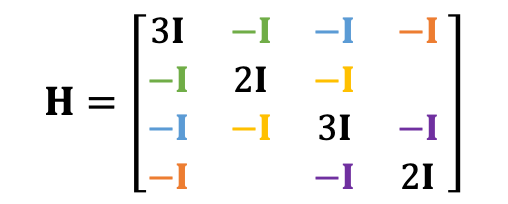 3I −I −I −I
−I 2I −I
H = −I −I 3I −I
−I −I 2I